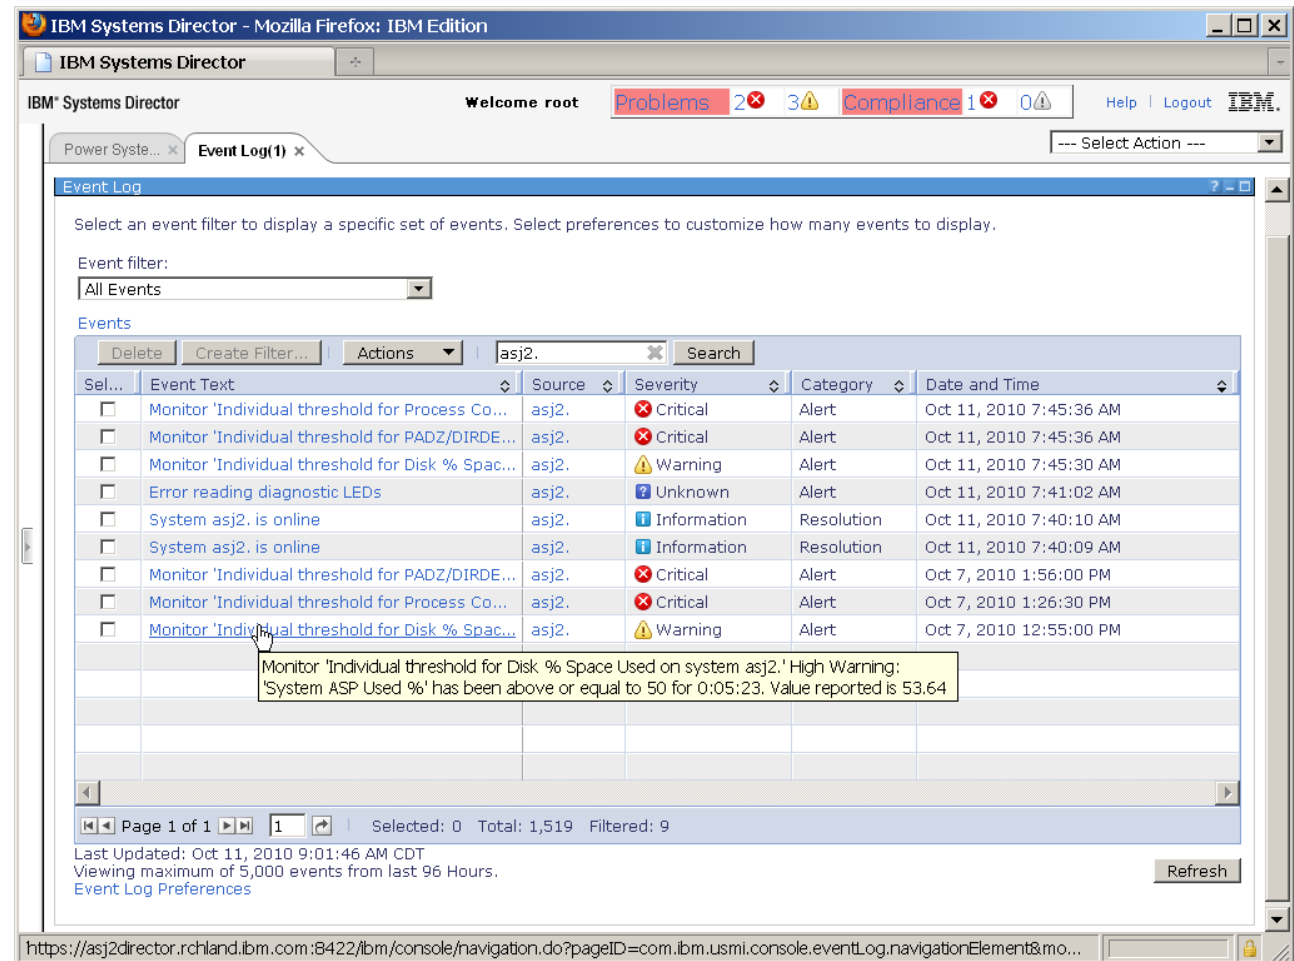 IBM Systems Director - Mozilla Firefox: IBM Edition
IBM Systems Director
IBM® Systems Director Welcome root Problems 2 3 Compliance 1 0 Help | Logout IBM.
Power Syste... × Event Log(1) × --- Select Action ---
Event Log
Select an event filter to display a specific set of events. Select preferences to customize how many events to display.
Event filter:
All Events
Events
Delete Create Filter... Actions asj2. Search
Sel... Event Text Source Severity Category Date and Time
Monitor 'Individual threshold for Process Co... asj2. Critical Alert Oct 11, 2010 7:45:36 AM
Monitor 'Individual threshold for PADZ/DIRDE... asj2. Critical Alert Oct 11, 2010 7:45:36 AM
Monitor 'Individual threshold for Disk % Spac... asj2. Warning Alert Oct 11, 2010 7:45:30 AM
Error reading diagnostic LEDs asj2. Unknown Alert Oct 11, 2010 7:41:02 AM
System asj2. is online asj2. Information Resolution Oct 11, 2010 7:40:10 AM
System asj2. is online asj2. Information Resolution Oct 11, 2010 7:40:09 AM
Monitor 'Individual threshold for PADZ/DIRDE... asj2. Critical Alert Oct 7, 2010 1:56:00 PM
Monitor 'Individual threshold for Process Co... asj2. Critical Alert Oct 7, 2010 1:26:30 PM
Monitor 'Individual threshold for Disk % Spac... asj2. Warning Alert Oct 7, 2010 12:55:00 PM
Monitor 'Individual threshold for Disk % Space Used on system asj2.' High Warning:
'System ASP Used %' has been above or equal to 50 for 0:05:23. Value reported is 53.64
Page 1 of 1 1 Selected: 0 Total: 1,519 Filtered: 9
Last Updated: Oct 11, 2010 9:01:46 AM CDT
Viewing maximum of 5,000 events from last 96 Hours.
Refresh
Event Log Preferences
https://asj2director.rchland.ibm.com:8422/ibm/console/navigation.do?pageID=com.ibm.usmi.console.eventLog.navigationElement&mo...